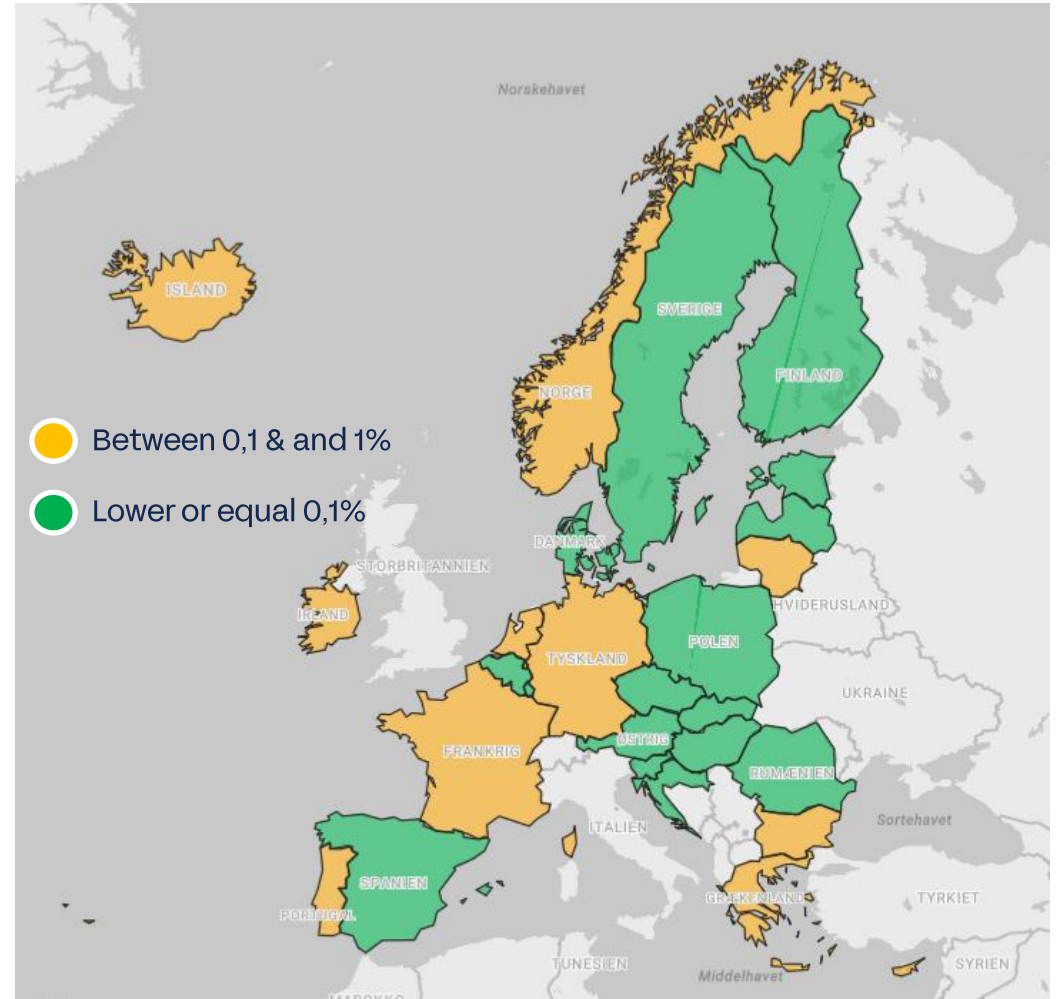 Norskehavet
ISLAND
SVERIGE
FINLAND
NORGE
Between 0,1 & and 1%
Lower or equal 0,1%
DANMARK
STORBRITANNIEN
HVIDERUSLAND
IRLAND
POLEN
TYSKLAND
UKRAINE
ØSTRIG
FRANKRIG
RUMÆNIEN
Sortehavet
ITALIEN
SPANIEN
GRÆKENLAND
TYRKIET
PORTUGAL
TUNESIEN
SYRIEN
Middelhavet
MAROKKO